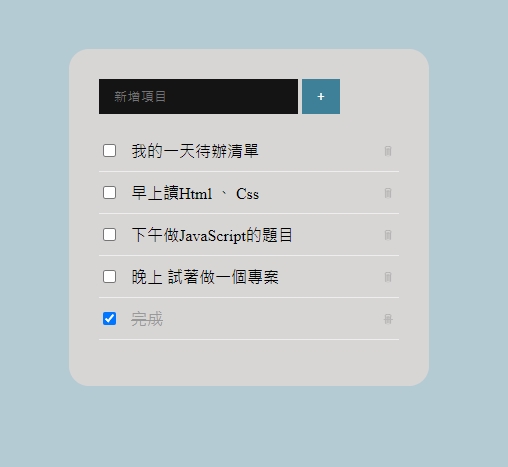 新增項目 +
我的一天待辦清單
早上讀Html 、 Css
下午做JavaScript的題目
晚上 試著做一個專案
完成